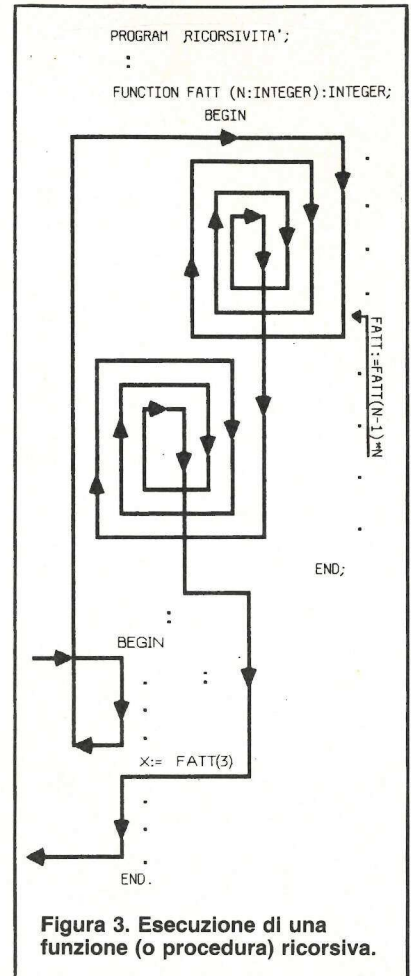 PROGRAM RICORSIVITA';
:
FUNCTION FATT (N:INTEGER):INTEGER;
BEGIN
FATT:=FATT(N-1)*N
END;
:
BEGIN
:
X:= FATT(3)
END.
Figura 3. Esecuzione di una
funzione (o procedura) ricorsiva.